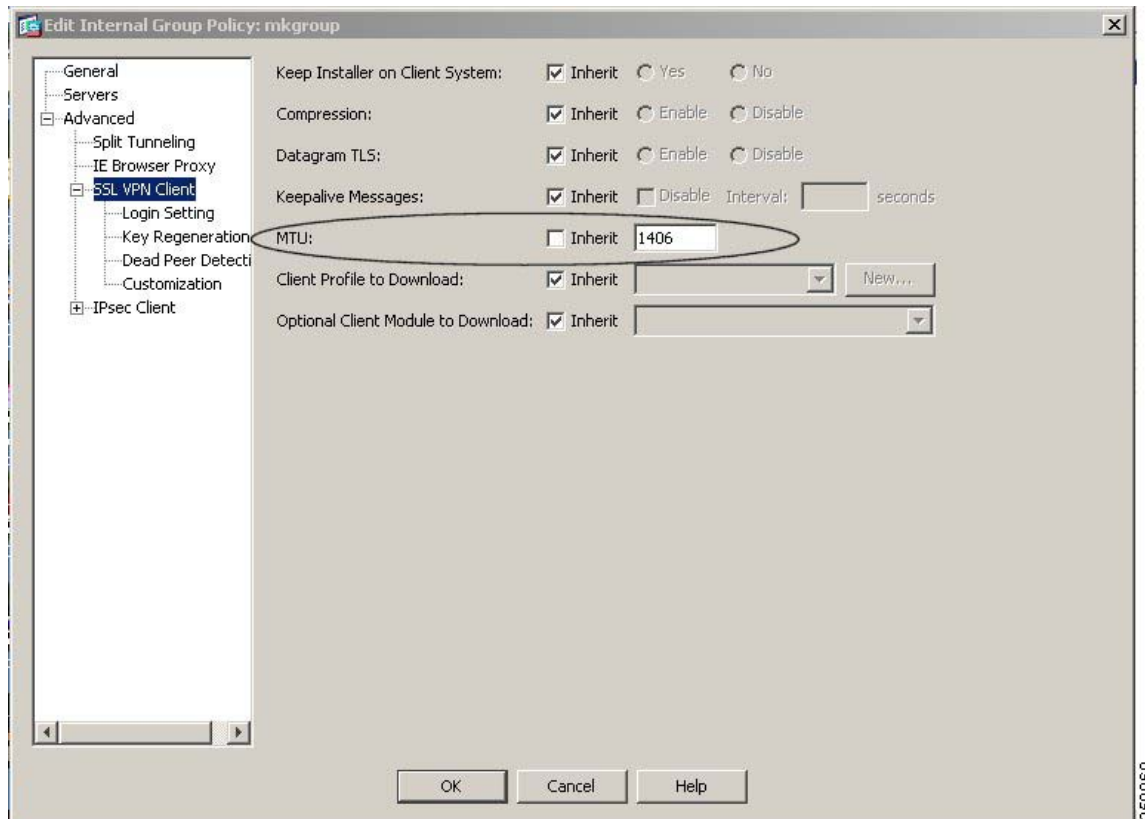 Edit Internal Group Policy: mkgroup
General
Servers
Advanced
Split Tunneling
IE Browser Proxy
SSL VPN Client
Login Setting
Key Regeneration
Dead Peer Detecti
Customization
IPsec Client
Keep Installer on Client System: Inherit Yes No
Compression: Inherit Enable Disable
Datagram TLS: Inherit Enable Disable
Keepalive Messages: Inherit Disable Interval: seconds
MTU: Inherit 1406
Client Profile to Download: Inherit New...
Optional Client Module to Download: Inherit
OK Cancel Help